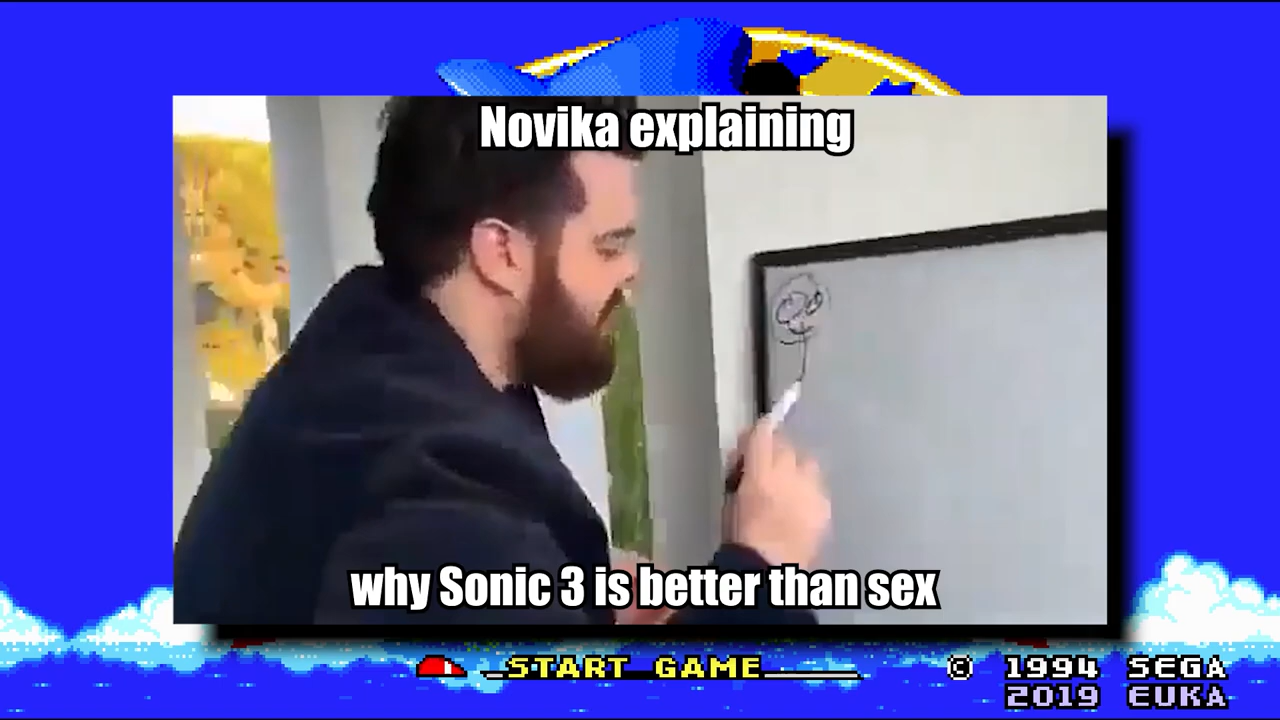 Novika explaining
why Sonic 3 is better than sex
START GAME
© 1994 SEGA
2019 EUKA